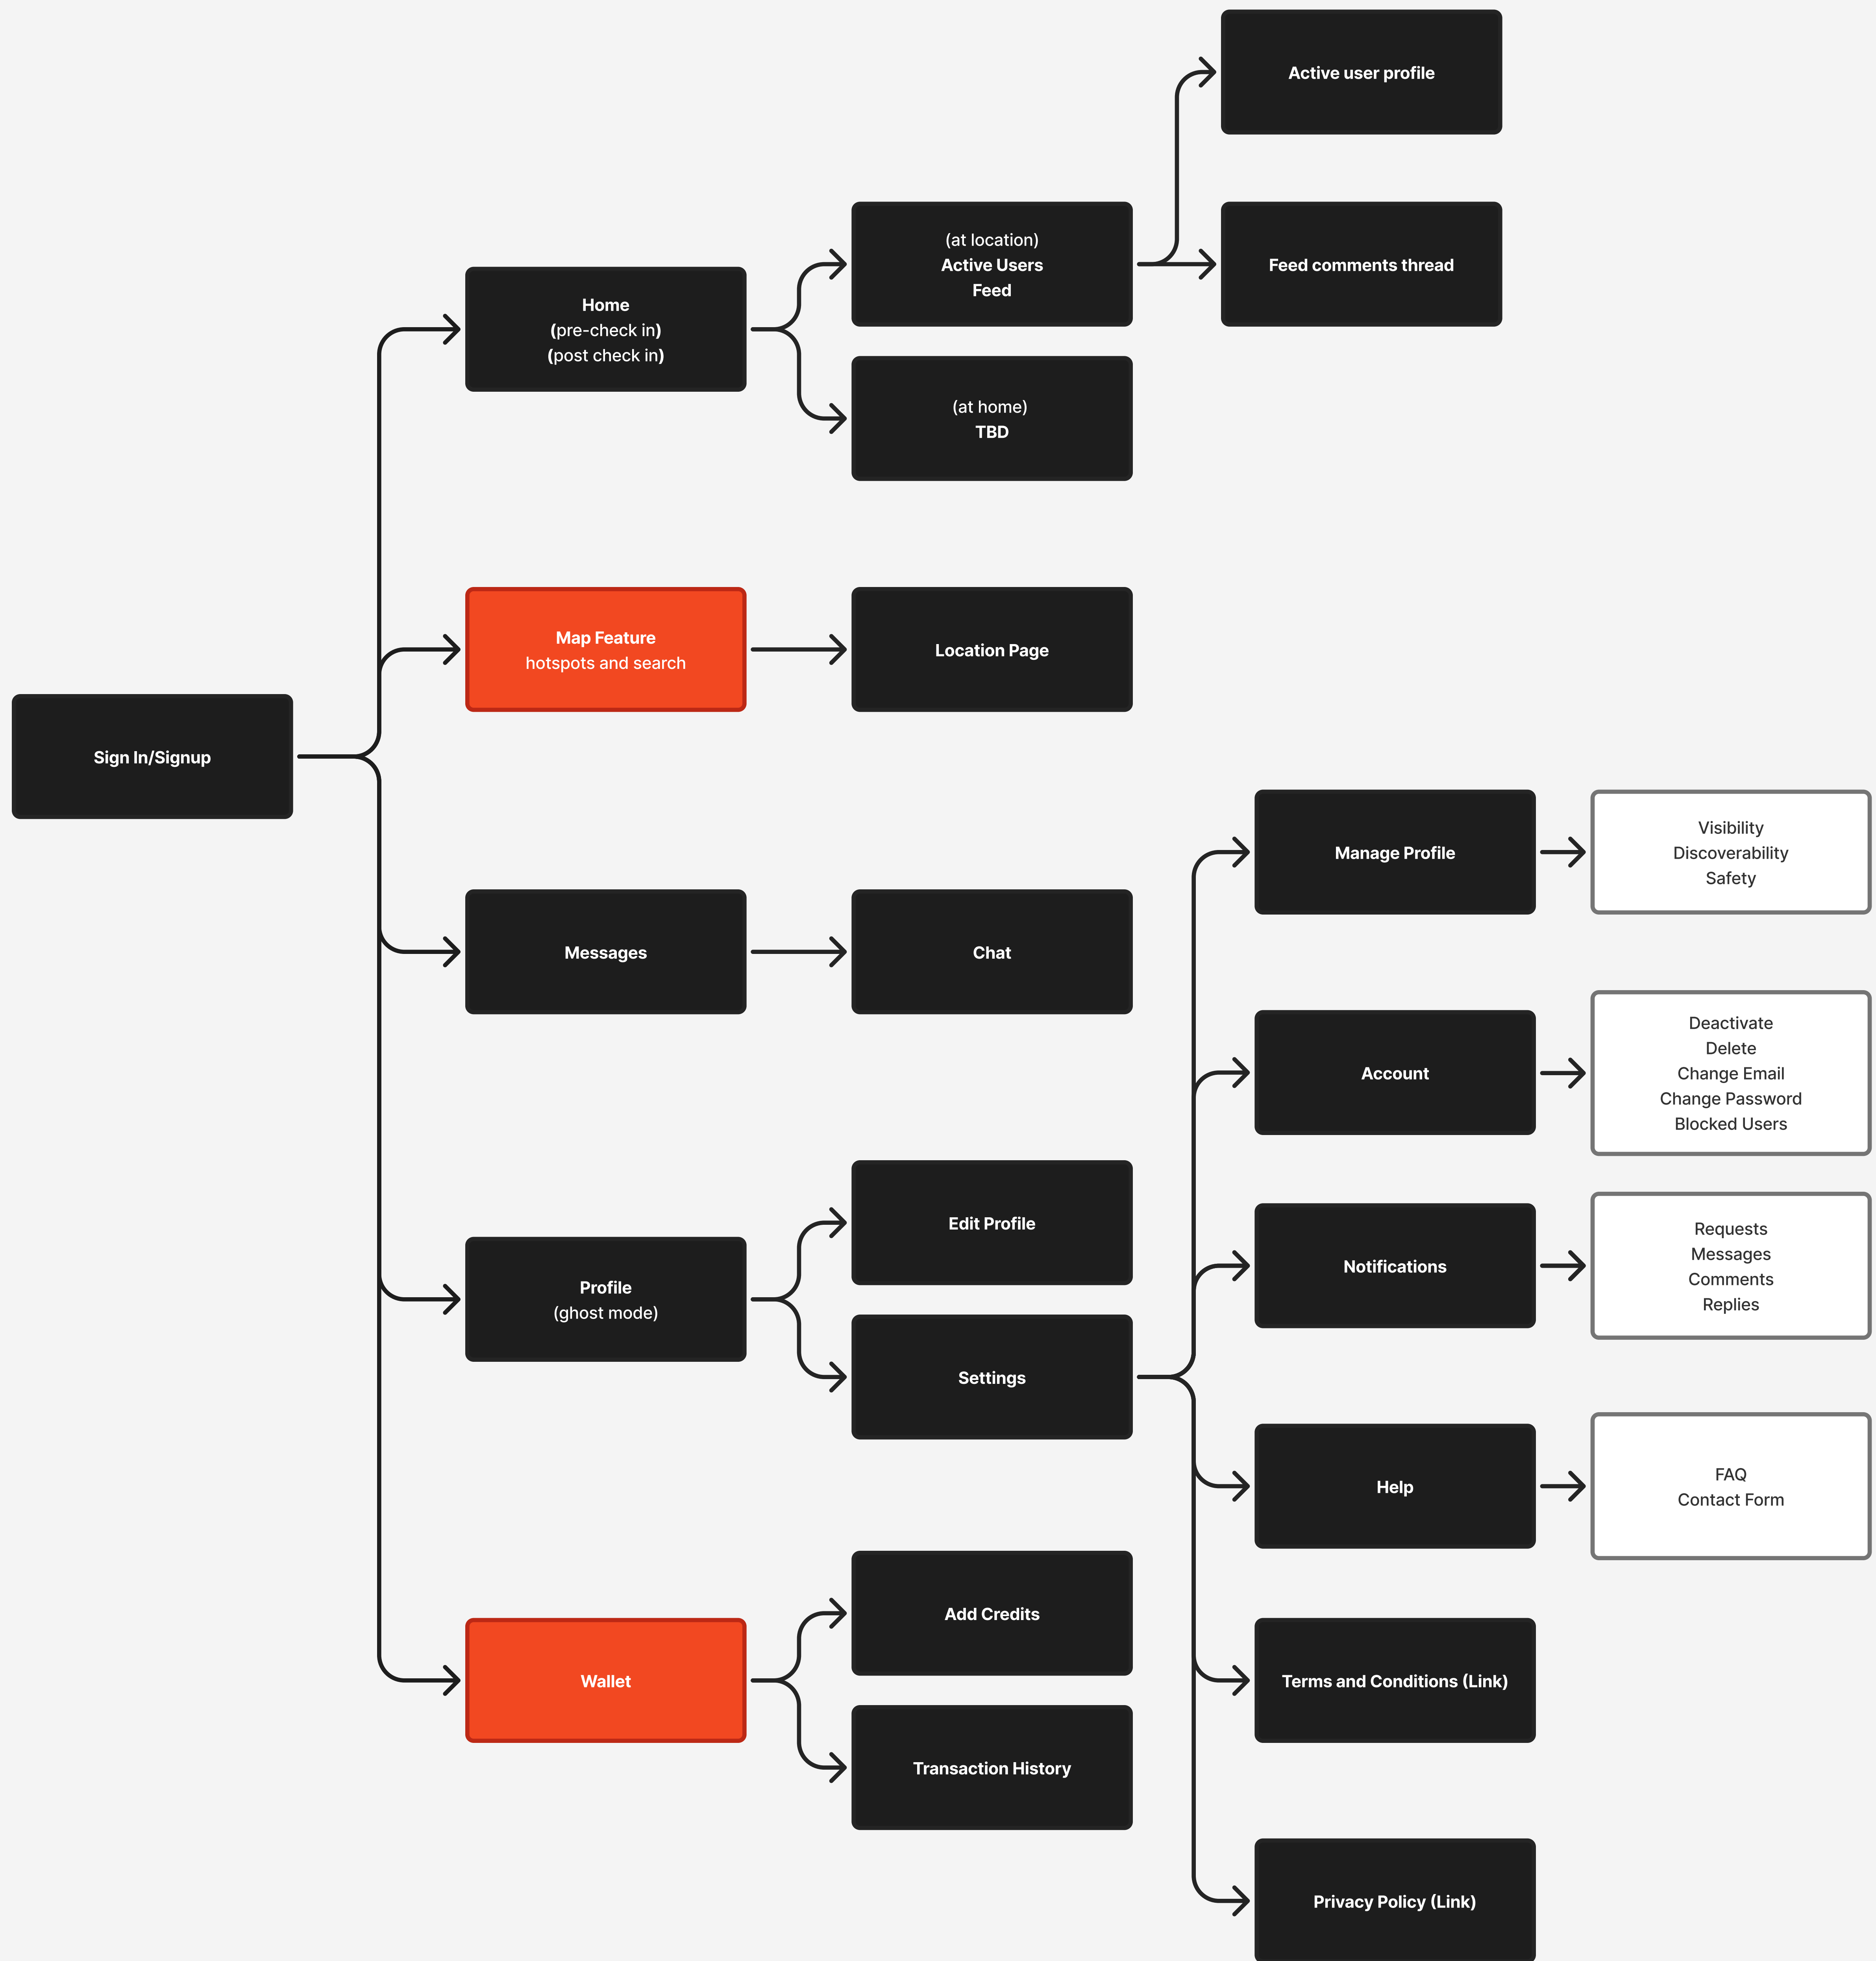 Active user profile
(at location)
Active Users
Feed
Feed comments thread
Home
(pre-check in)
(post check in)
(at home)
TBD
Map Feature
hotspots and search
Location Page
Sign In/Signup
Manage Profile
Visibility
Discoverability
Safety
Messages
Chat
Account
Deactivate
Delete
Change Email
Change Password
Blocked Users
Edit Profile
Profile
(ghost mode)
Settings
Notifications
Requests
Messages
Comments
Replies
Help
FAQ
Contact Form
Add Credits
Wallet
Transaction History
Terms and Conditions (Link)
Privacy Policy (Link)